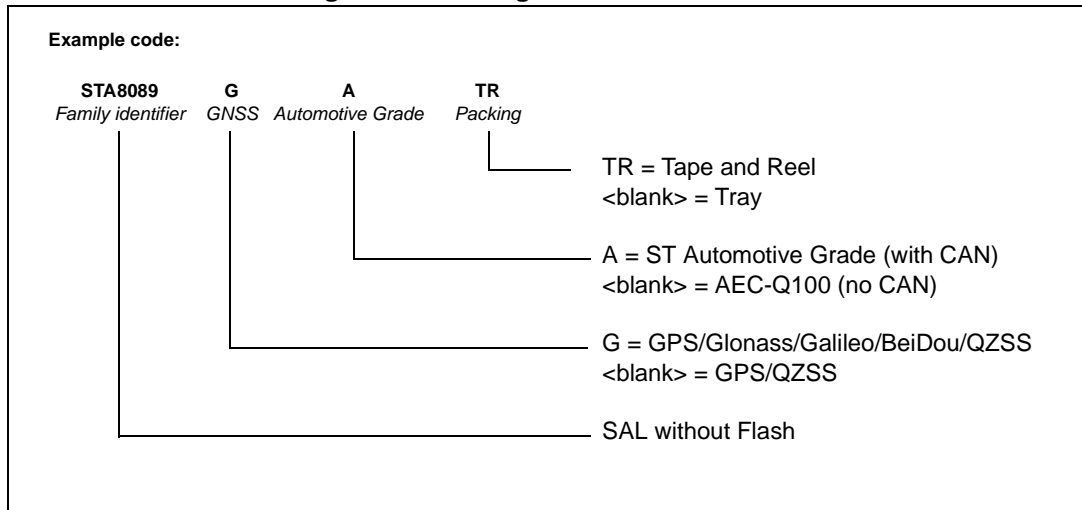 Example code:
STA8089 G A TR
Family identifier GNSS Automotive Grade Packing
TR = Tape and Reel
<blank> = Tray
A = ST Automotive Grade (with CAN)
<blank> = AEC-Q100 (no CAN)
G = GPS/Glonass/Galileo/BeiDou/QZSS
<blank> = GPS/QZSS
SAL without Flash